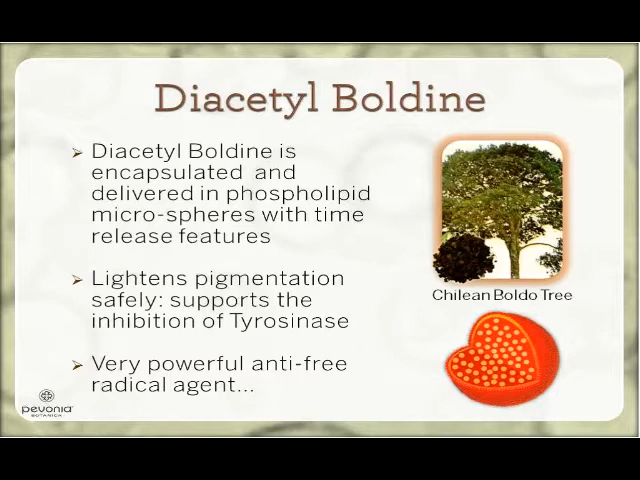 Diacetyl Boldine
➢ Diacetyl Boldine is
encapsulated and
delivered in phospholipid
micro-spheres with time
release features
➢ Lightens pigmentation
safely: supports the
inhibition of Tyrosinase
➢ Very powerful anti-free
radical agent...
Chilean Boldo Tree
pevonia
BOTANICA